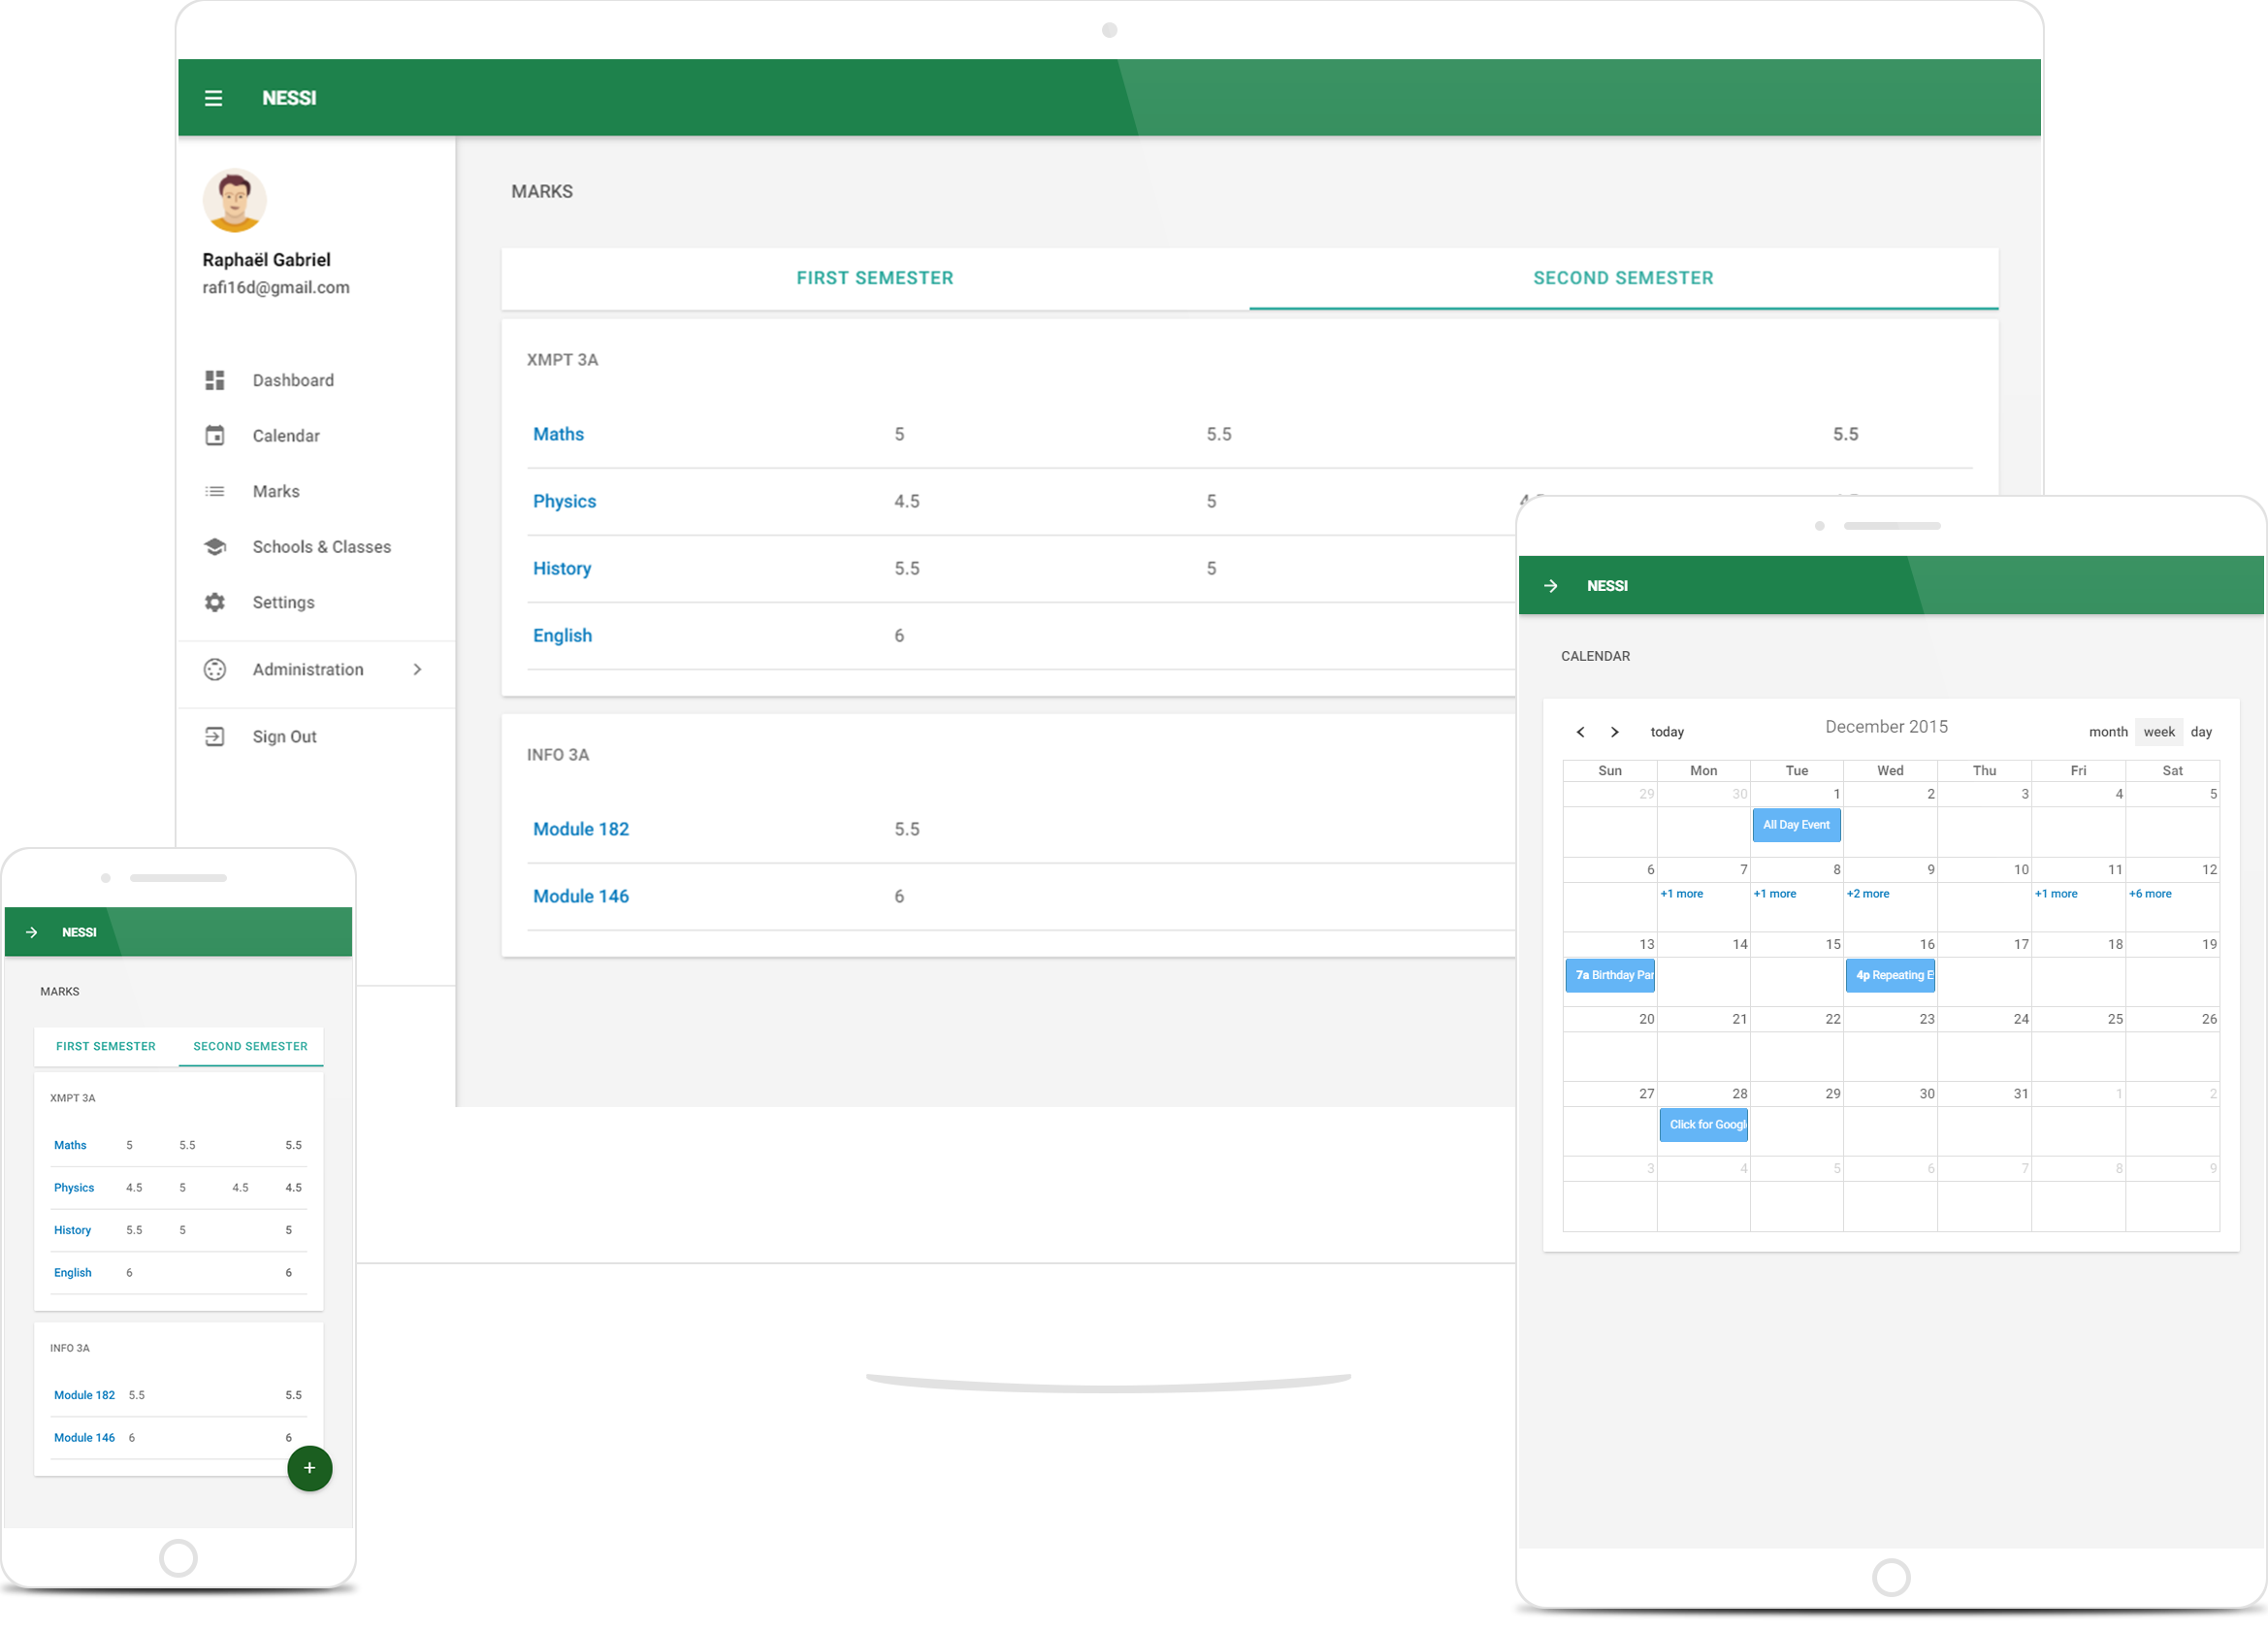 NESSI
Raphaël Gabriel
rafi16d@gmail.com
Dashboard
Calendar
Marks
Schools & Classes
Settings
Administration
Sign Out
MARKS
FIRST SEMESTER SECOND SEMESTER
XMPT 3A
Maths 5 5.5 5.5
Physics 4.5 5
History 5.5 5
English 6
INFO 3A
Module 182 5.5
Module 146 6
NESSI
MARKS
FIRST SEMESTER SECOND SEMESTER
XMPT 3A
Maths 5 5.5 5.5
Physics 4.5 5 4.5 4.5
History 5.5 5 5
English 6 6
INFO 3A
Module 182 5.5 5.5
Module 146 6 6
+
NESSI
CALENDAR
today December 2015 month week day
Sun Mon Tue Wed Thu Fri Sat
29 30 1 2 3 4 5
All Day Event
6 7 8 9 10 11 12
+1 more +1 more +2 more +1 more +6 more
13 14 15 16 17 18 19
7a Birthday Par 4p Repeating E
20 21 22 23 24 25 26
27 28 29 30 31 1 2
Click for Googl
3 4 5 6 7 8 9